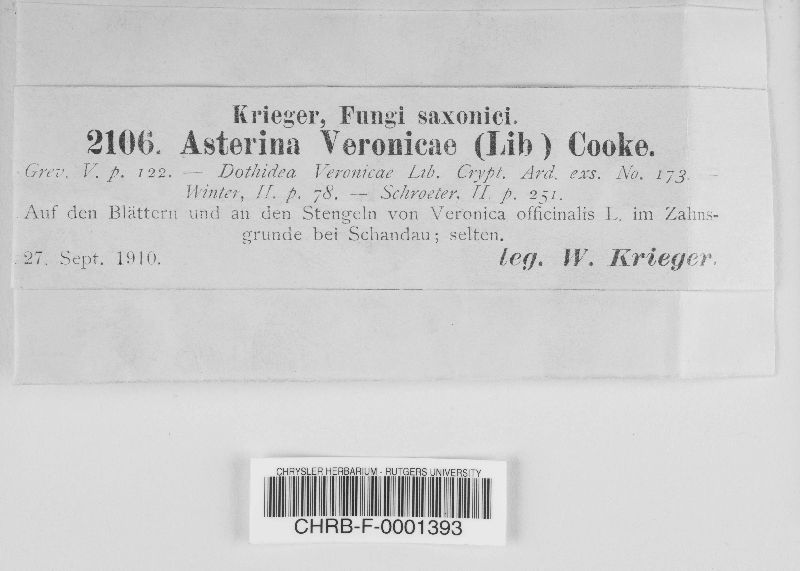 Krieger, Fungi saxonici.
2106. Asterina Veronicae (Lib) Cooke.
Grev. V. p. 122. — Dothidea Veronicae Lib. Crypt. Ard. exs. No. 173. —
Winter, II. p. 78. — Schroeter, II. p. 251.
Auf den Blättern und an den Stengeln von Veronica officinalis L. im Zahns-
grunde bei Schandau; selten.
27. Sept. 1910. leg. W. Krieger.
CHRYSLER HERBARIUM - RUTGERS UNIVERSITY
CHRB-F-0001393